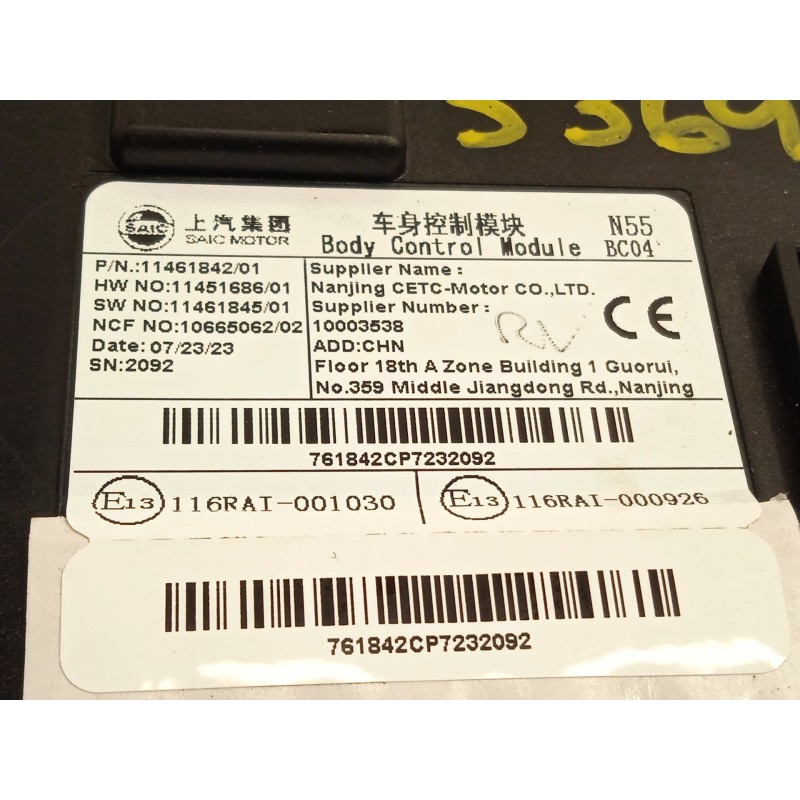 SAIC 上汽集团 车身控制模块 N55
SAIC MOTOR Body Control Module BC04
P/N.:11461842/01 Supplier Name :
HW NO:11451686/01 Nanjing CETC-Motor CO.,LTD.
SW NO:11461845/01 Supplier Number :
NCF NO:10665062/02 10003538
Date: 07/23/23 ADD:CHN
SN:2092 Floor 18th A Zone Building 1 Guorui,
No.359 Middle Jiangdong Rd.,Nanjing
RV
CE
761842CP7232092
E13 116RAI-001030 E13 116RAI-000926
761842CP7232092